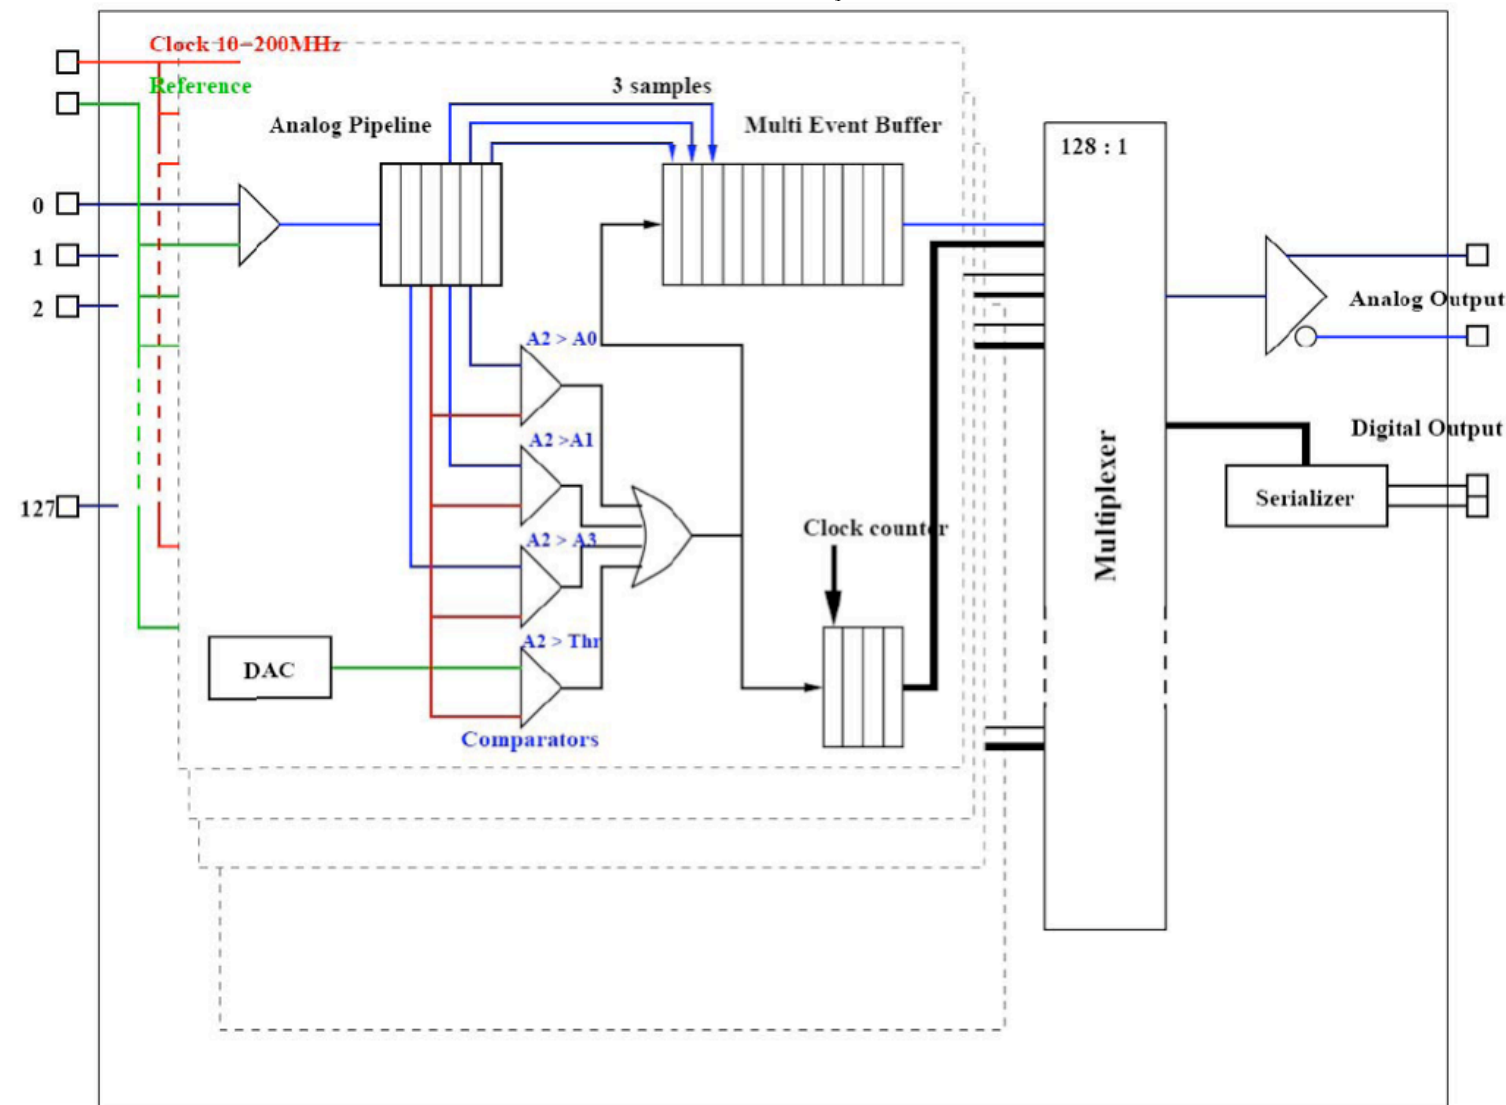 Clock 10-200MHz
Reference
3 samples
Analog Pipeline
Multi Event Buffer
128 : 1
0
1
2
127
A2 > A0
A2 >A1
A2 > A3
A2 > Thr
Comparators
DAC
Clock counter
Multiplexer
Analog Output
Digital Output
Serializer